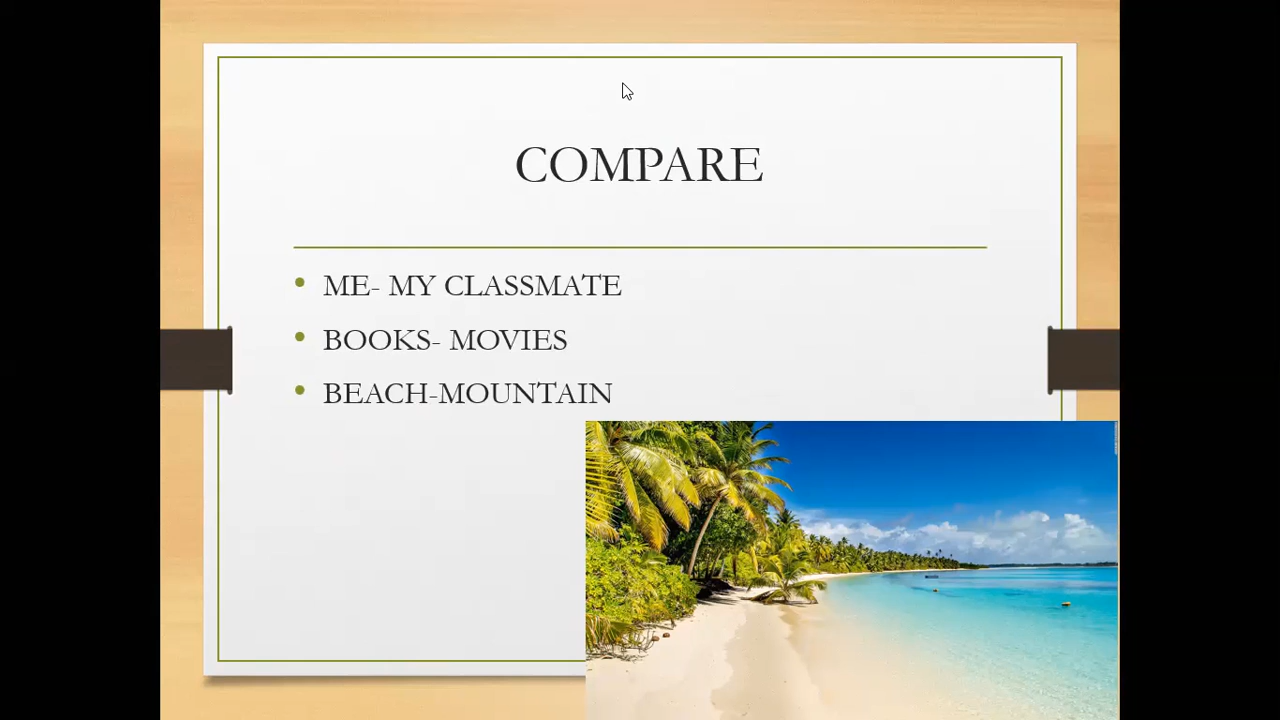 COMPARE
• ME- MY CLASSMATE
• BOOKS- MOVIES
• BEACH-MOUNTAIN